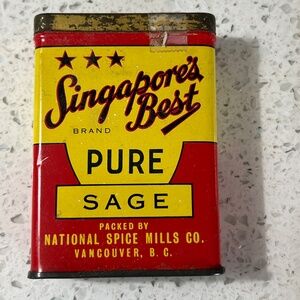 Singapore's
Best
BRAND
PURE
SAGE
PACKED BY
NATIONAL SPICE MILLS CO.
VANCOUVER, B. C.